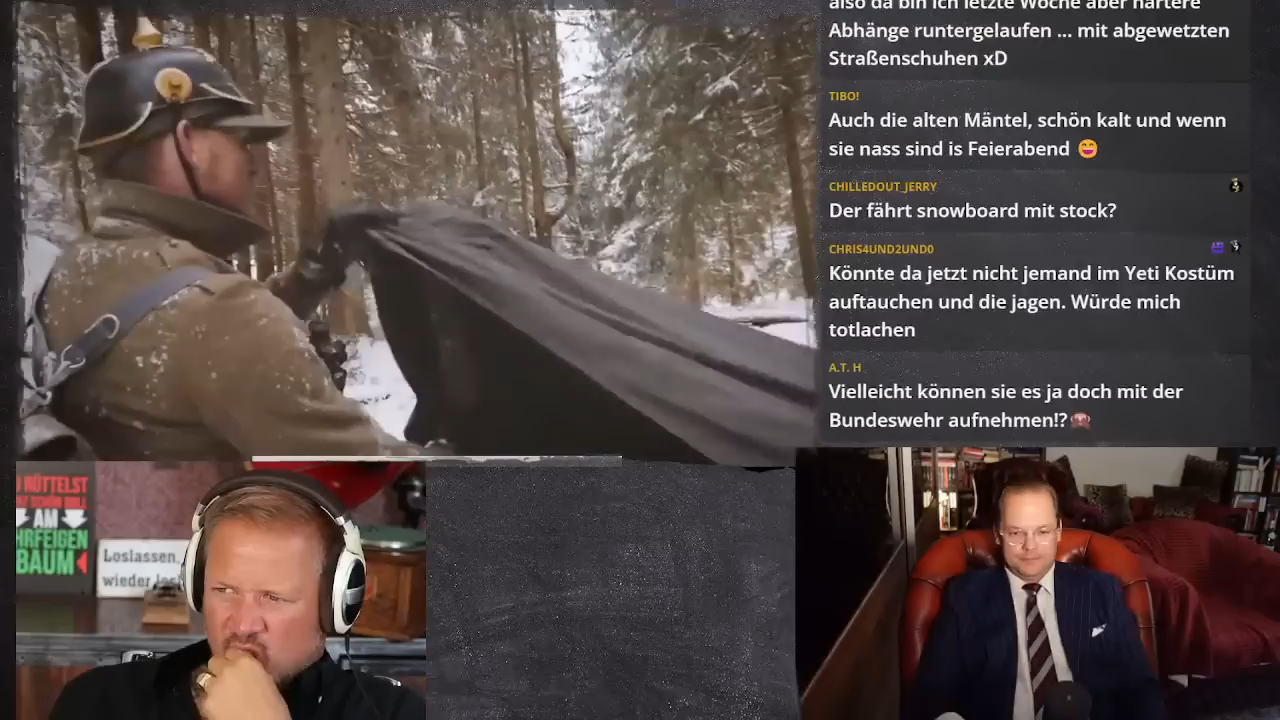 also da bin ich letzte Woche aber härtere
Abhänge runtergelaufen ... mit abgewetzten
Straßenschuhen xD
TIBO!
Auch die alten Mäntel, schön kalt und wenn
sie nass sind is Feierabend 😄
CHILLEDOUT_JERRY
Der fährt snowboard mit stock?
CHRIS4UND2UND0
Könnte da jetzt nicht jemand im Yeti Kostüm
auftauchen und die jagen. Würde mich
totlachen
A.T. H
Vielleicht können sie es ja doch mit der
Bundeswehr aufnehmen!?
RÜTTELST
AM
HRFEIGEN
BAUM
Loslassen,
wieder